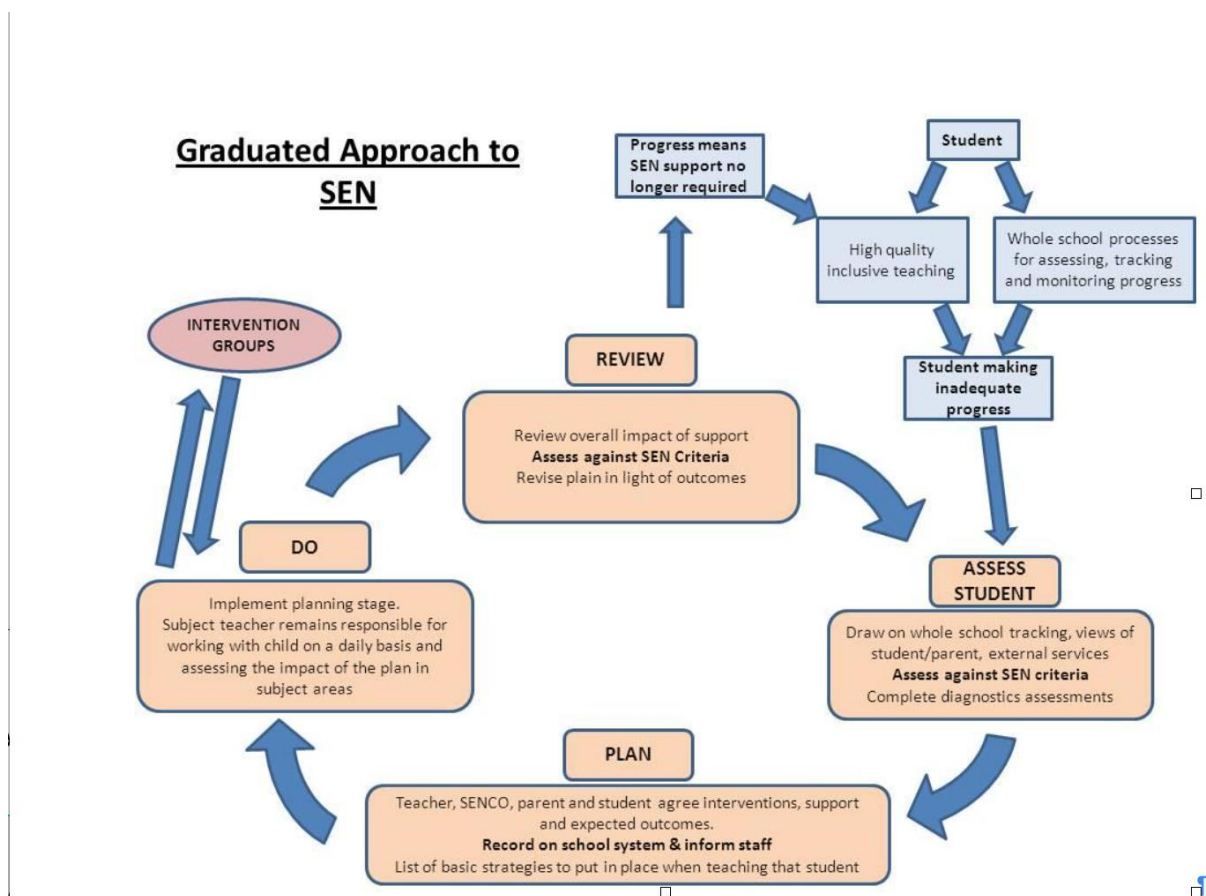 Graduated Approach to
SEN
Progress means
SEN support no
longer required
Student
High quality
inclusive teaching
Whole school processes
for assessing, tracking
and monitoring progress
Student making
inadequate
progress
INTERVENTION
GROUPS
REVIEW
Review overall impact of support
Assess against SEN Criteria
Revise plain in light of outcomes
DO
Implement planning stage.
Subject teacher remains responsible for
working with child on a daily basis and
assessing the impact of the plan in
subject areas
ASSESS
STUDENT
Draw on whole school tracking, views of
student/parent, external services
Assess against SEN criteria
Complete diagnostics assessments
PLAN
Teacher, SENCO, parent and student agree interventions, support
and expected outcomes.
Record on school system & inform staff
List of basic strategies to put in place when teaching that student